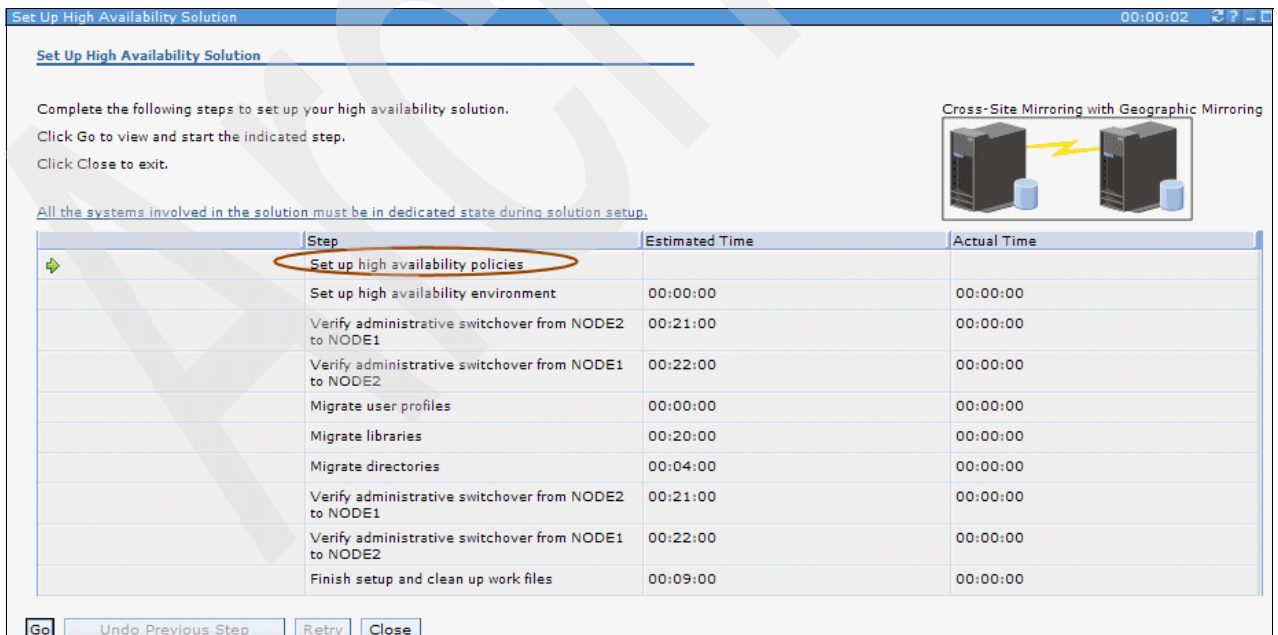 Set Up High Availability Solution 00:00:02
Set Up High Availability Solution
Complete the following steps to set up your high availability solution.
Click Go to view and start the indicated step.
Click Close to exit.
Cross-Site Mirroring with Geographic Mirroring
All the systems involved in the solution must be in dedicated state during solution setup.
Step Estimated Time Actual Time
Set up high availability policies
Set up high availability environment 00:00:00 00:00:00
Verify administrative switchover from NODE2 00:21:00 00:00:00
to NODE1
Verify administrative switchover from NODE1 00:22:00 00:00:00
to NODE2
Migrate user profiles 00:00:00 00:00:00
Migrate libraries 00:20:00 00:00:00
Migrate directories 00:04:00 00:00:00
Verify administrative switchover from NODE2 00:21:00 00:00:00
to NODE1
Verify administrative switchover from NODE1 00:22:00 00:00:00
to NODE2
Finish setup and clean up work files 00:09:00 00:00:00
Go Undo Previous Step Retry Close